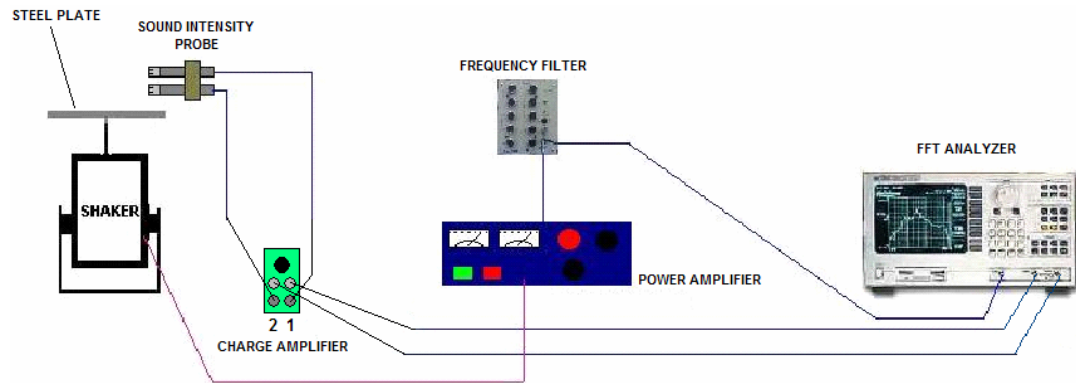 STEEL PLATE
SOUND INTENSITY
PROBE
FREQUENCY FILTER
FFT ANALYZER
SHAKER
POWER AMPLIFIER
2 1
CHARGE AMPLIFIER